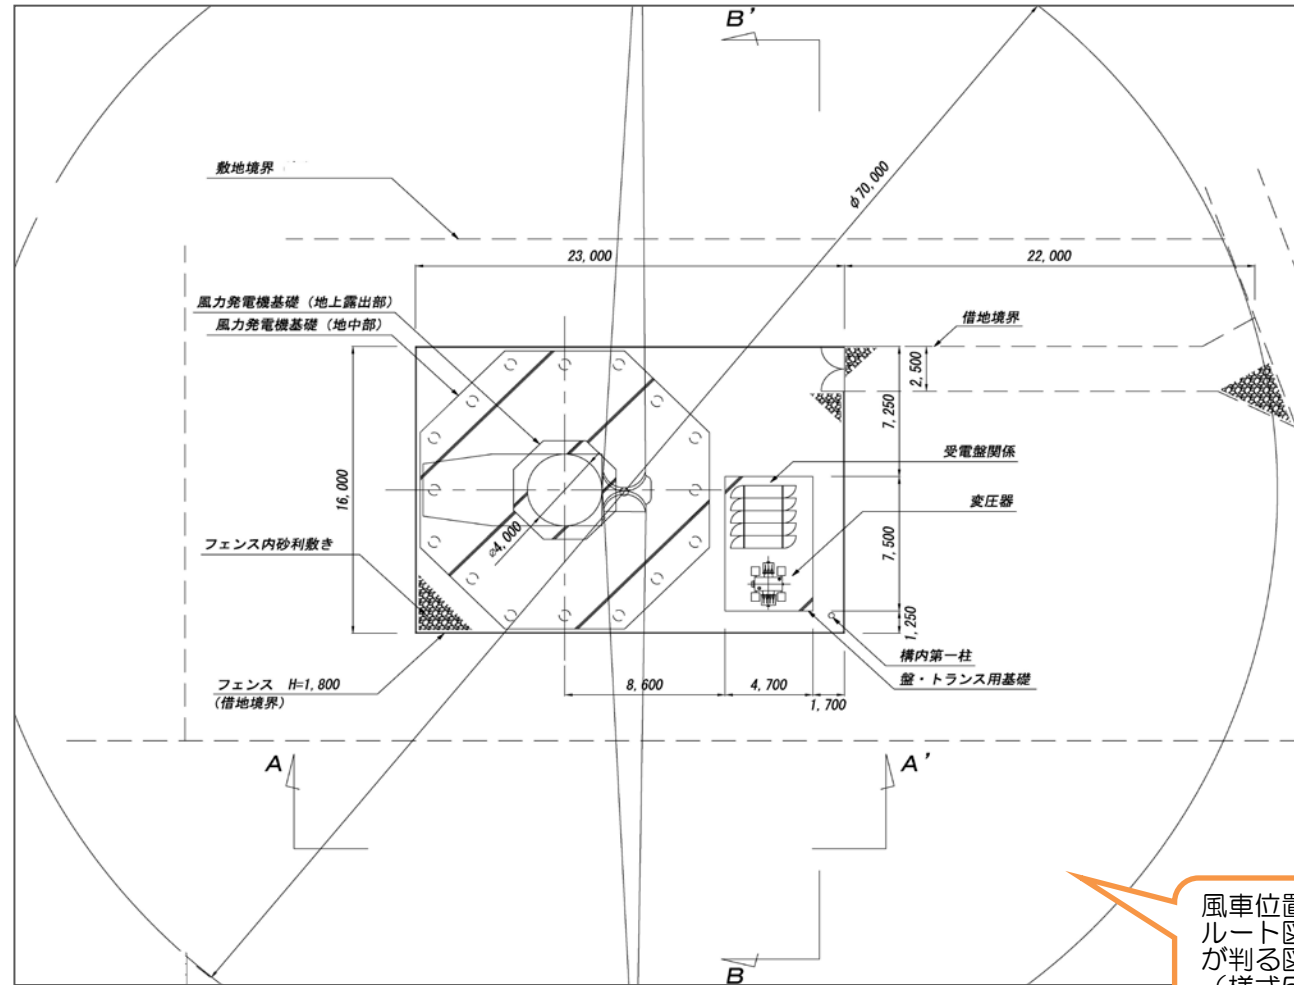 B'
敷地境界
φ70,000
23,000
22,000
風力発電機基礎（地上露出部）
風力発電機基礎（地中部）
借地境界
2,500
7,250
受電盤関係
変圧器
16,000
7,500
フェンス内砂利敷き
ø4,000
1,250
構内第一柱
盤・トランス用基礎
フェンス H=1,800
（借地境界）
8,600
4,700
1,700
A
A'
B
風車位置
ルート図
が判る図